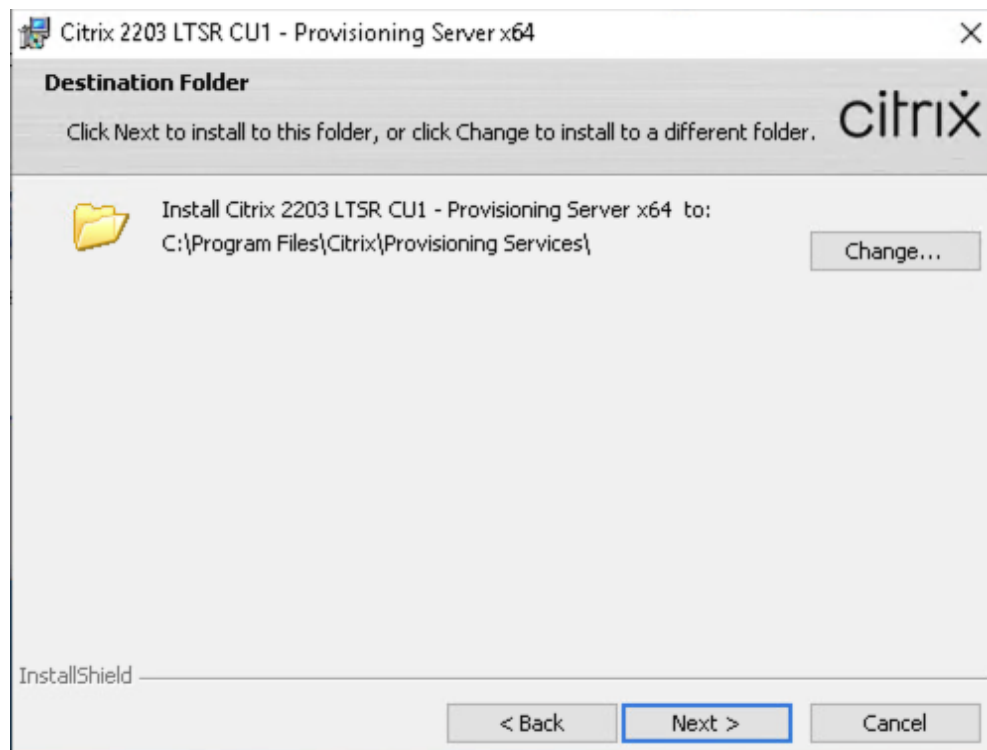 Citrix 2203 LTSR CU1 - Provisioning Server x64
Destination Folder
Click Next to install to this folder, or click Change to install to a different folder.
citrix
Install Citrix 2203 LTSR CU1 - Provisioning Server x64 to:
C:\Program Files\Citrix\Provisioning Services\
Change...
InstallShield
< Back
Next >
Cancel